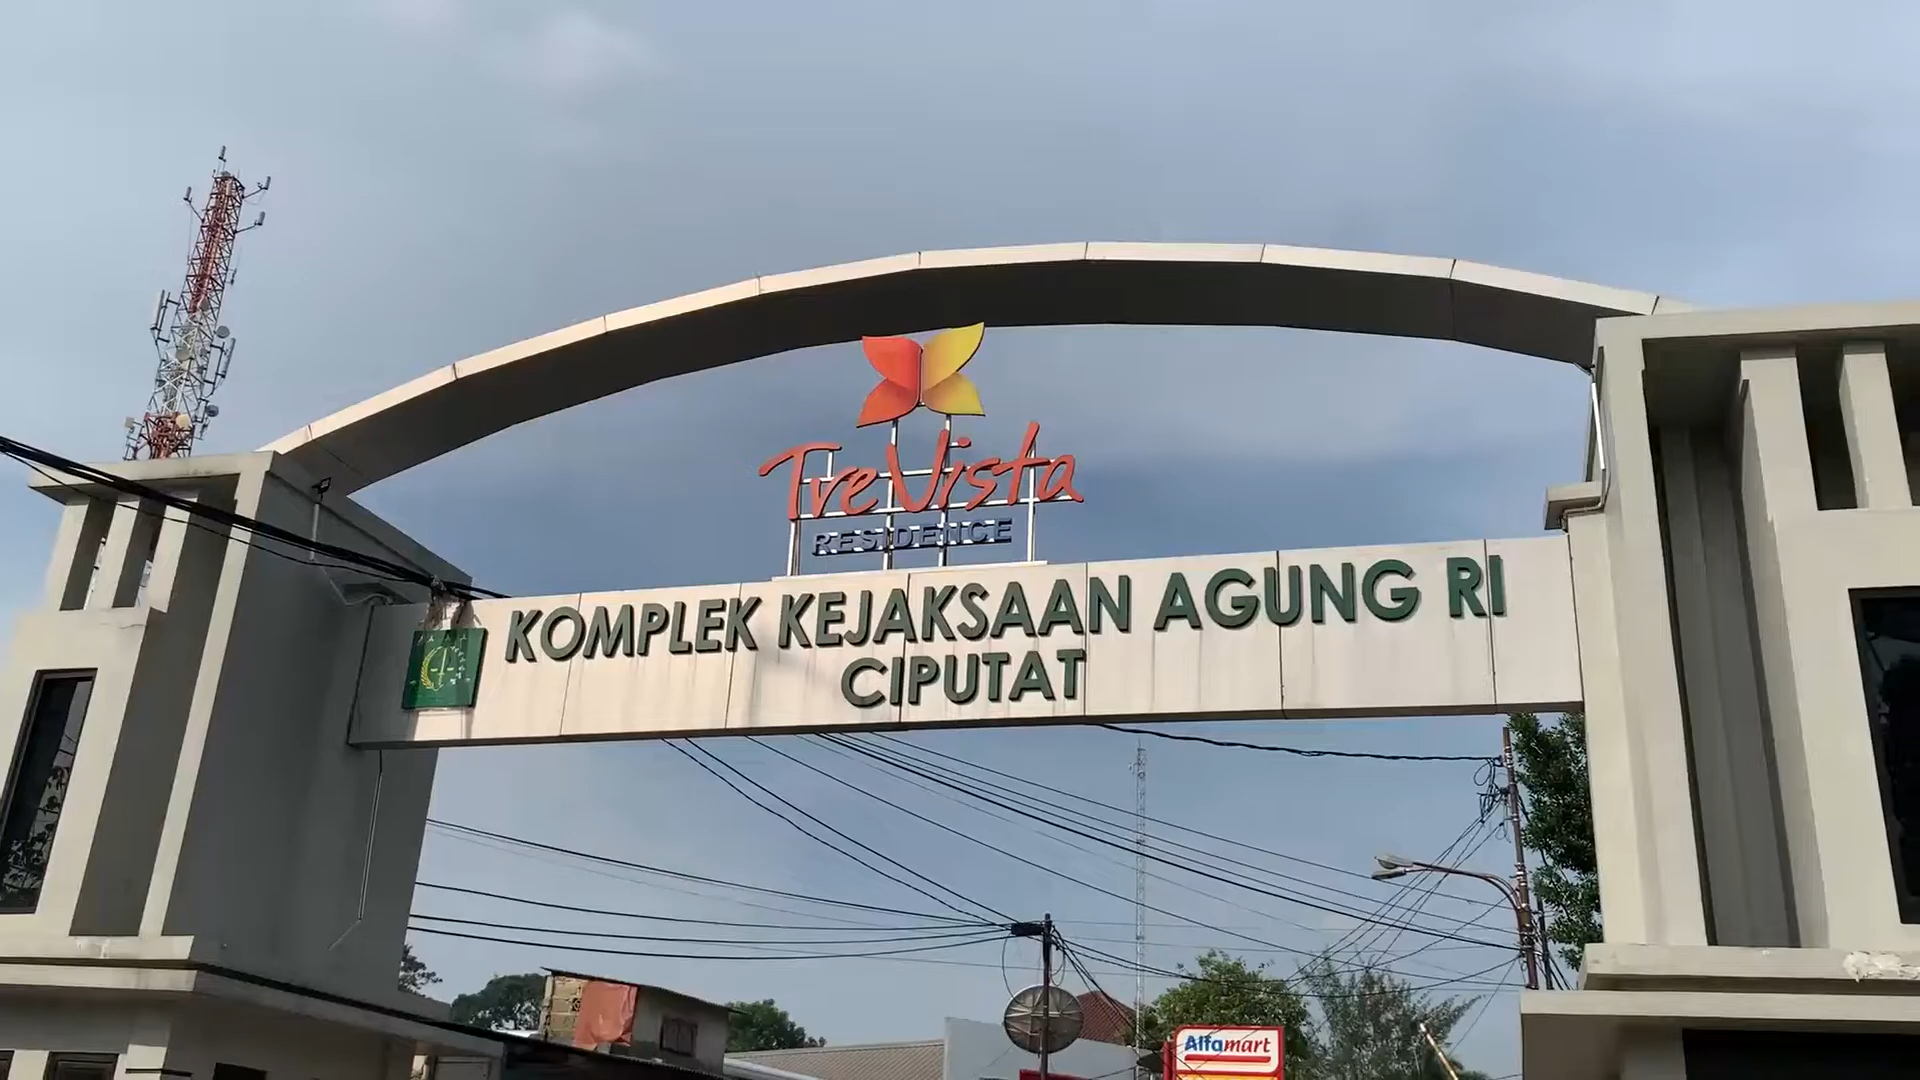 TreVista
RESIDENCE
KOMPLEK KEJAKSAAN AGUNG RI
CIPUTAT
Alfamart